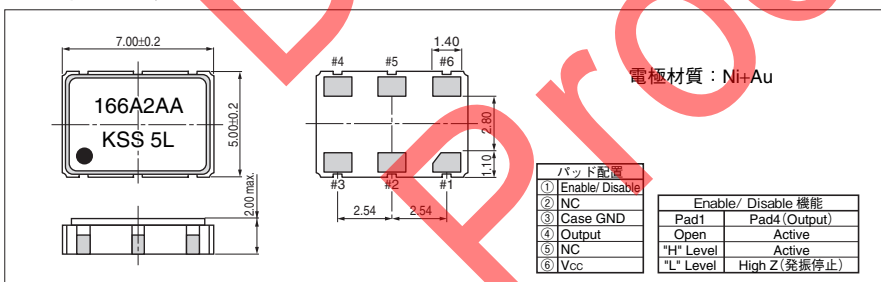 7.00±0.2
166A2AA
KSS 5L
5.00±0.2
2.00 max.
#4 #5 #6
1.40
2.80
1.10
#3 #2 #1
2.54 2.54
電極材質：Ni+Au
パッド配置
① Enable/ Disable
② NC
③ Case GND
④ Output
⑤ NC
⑥ Vcc
Enable/ Disable 機能
Pad1 Pad4(Output)
Open Active
"H" Level Active
"L" Level High Z(発振停止)